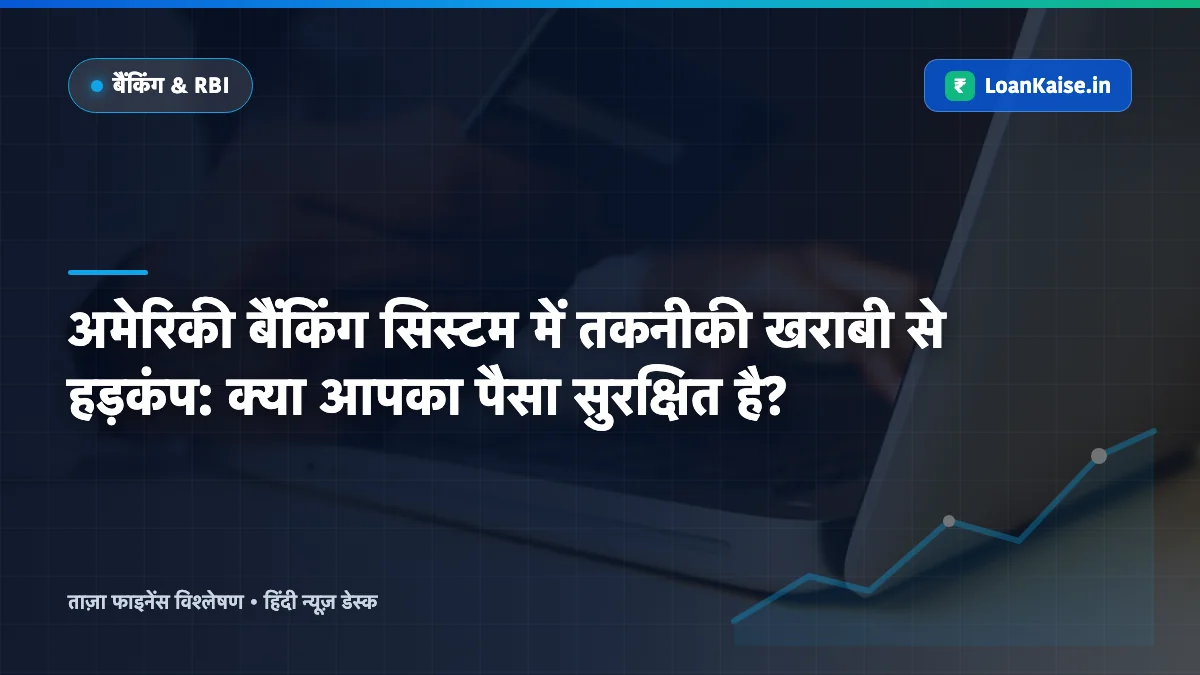 बैंकिंग & RBI
₹ LoanKaise.in
अमेरिकी बैंकिंग सिस्टम में तकनीकी खराबी से
हड़कंप: क्या आपका पैसा सुरक्षित है?
ताज़ा फाइनेंस विश्लेषण • हिंदी न्यूज़ डेस्क